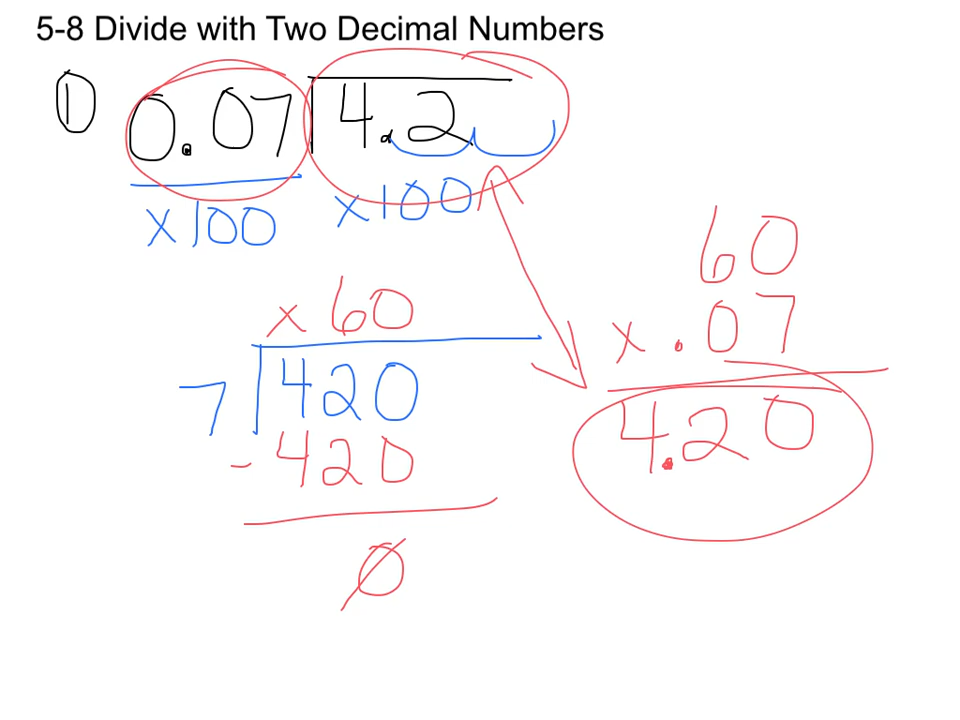 5-8 Divide with Two Decimal Numbers
1 0.07 4.2
x100 x100
x 60
7 420
- 420
0
60
x .07
4.20